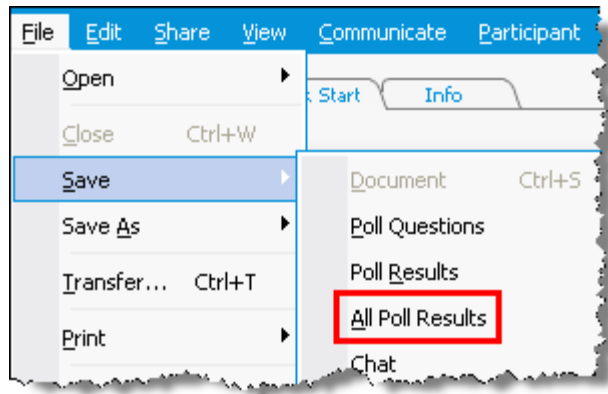 File Edit Share View Communicate Participant
Open
Start Info
Close Ctrl+W
Save
Document Ctrl+S
Save As
Poll Questions
Transfer... Ctrl+T
Poll Results
All Poll Results
Print
Chat